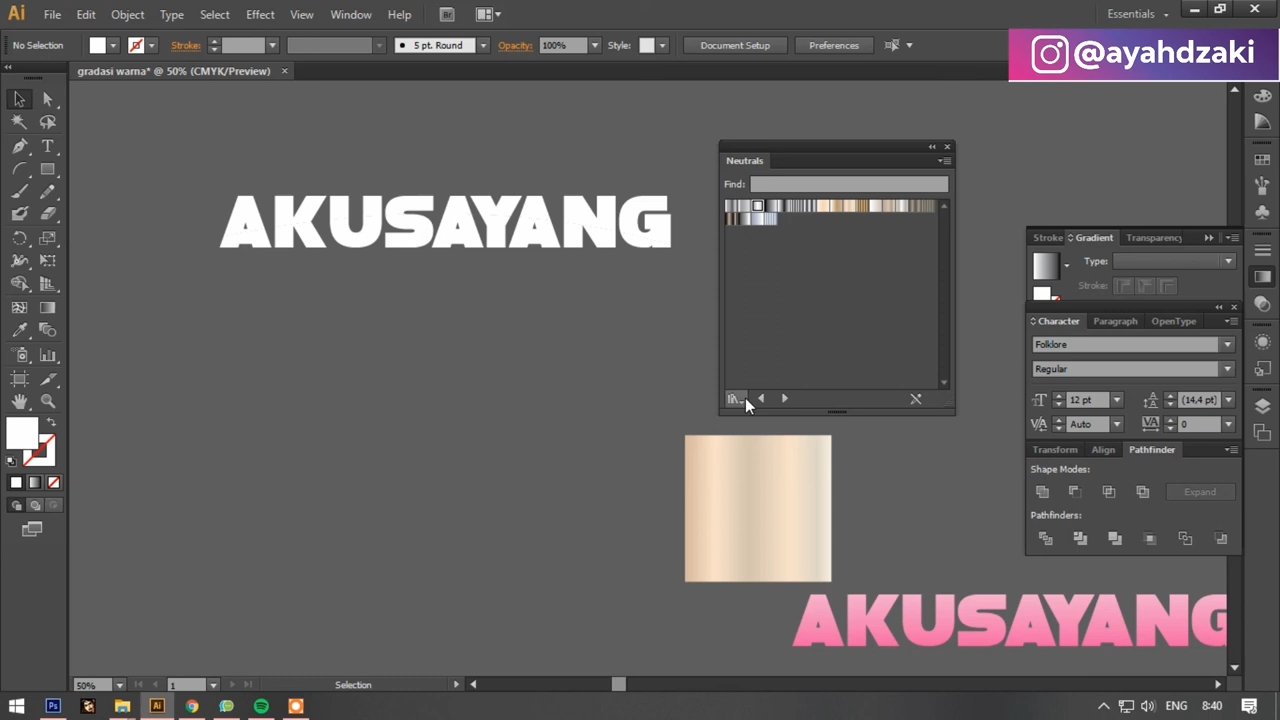 Ai File Edit Object Type Select Effect View Window Help Br Essentials
No Selection Stroke: 5 pt. Round Opacity: 100% Style: Document Setup Preferences
@ayahdzaki
gradasi warna* @ 50% (CMYK/Preview)
AKUSAYANG
Neutrals
Find:
Stroke Gradient Transparency
Type:
Stroke:
Character Paragraph OpenType
Folklore
Regular
12 pt (14,4 pt)
Auto 0
Transform Align Pathfinder
Shape Modes:
Expand
Pathfinders:
AKUSAYANG
50% 1 Selection
Ps Ai ENG 8:40